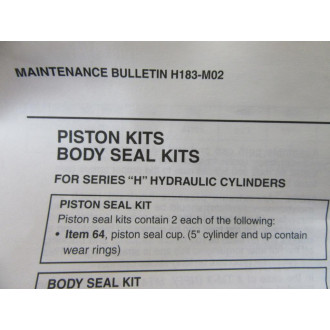 MAINTENANCE BULLETIN H183-M02
PISTON KITS
BODY SEAL KITS
FOR SERIES "H" HYDRAULIC CYLINDERS
PISTON SEAL KIT
Piston seal kits contain 2 each of the following:
• Item 64, piston seal cup. (5" cylinder and up contain
wear rings)
BODY SEAL KIT